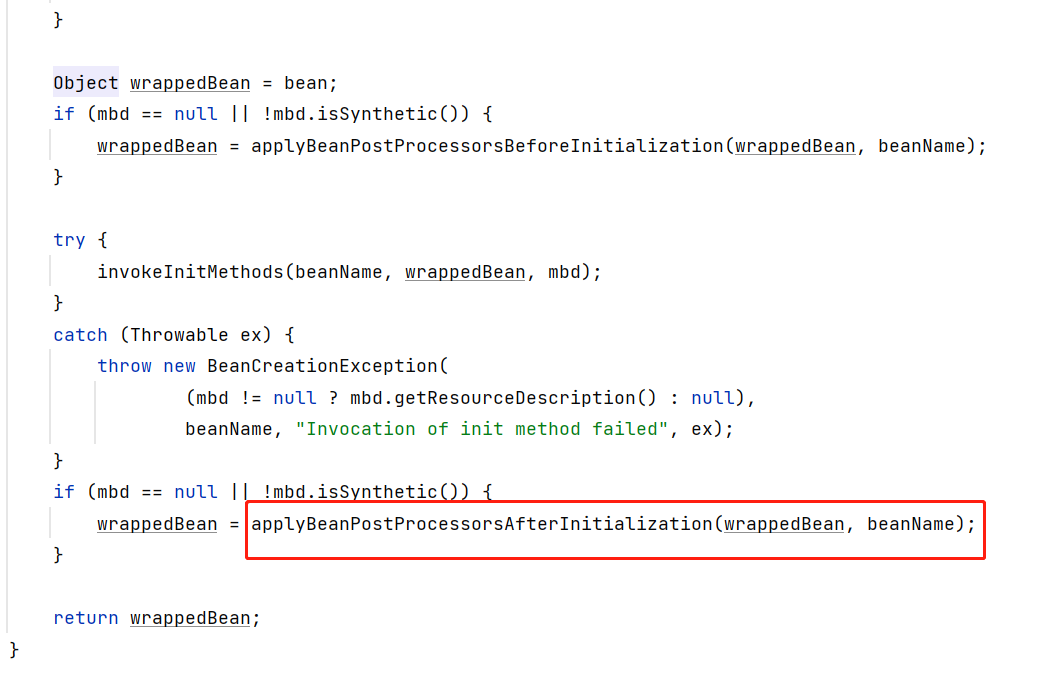 }
Object wrappedBean = bean;
if (mbd == null || !mbd.isSynthetic()) {
wrappedBean = applyBeanPostProcessorsBeforeInitialization(wrappedBean, beanName);
}
try {
invokeInitMethods(beanName, wrappedBean, mbd);
}
catch (Throwable ex) {
throw new BeanCreationException(
(mbd != null ? mbd.getResourceDescription() : null),
beanName, "Invocation of init method failed", ex);
}
if (mbd == null || !mbd.isSynthetic()) {
wrappedBean = applyBeanPostProcessorsAfterInitialization(wrappedBean, beanName);
}
return wrappedBean;
}